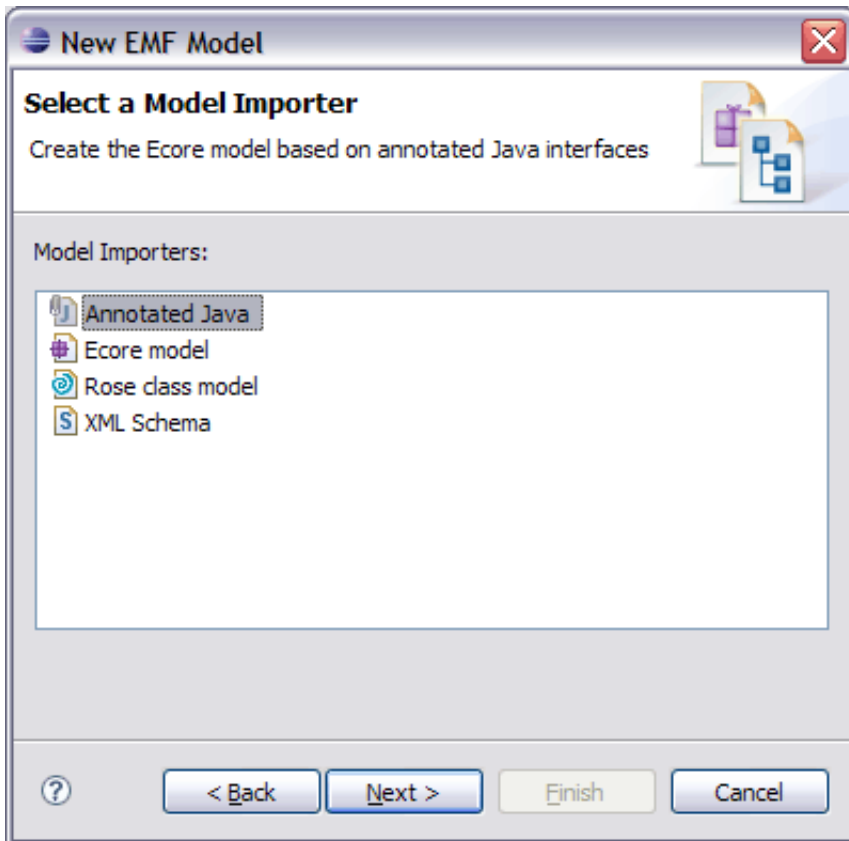 New EMF Model
Select a Model Importer
Create the Ecore model based on annotated Java interfaces
Model Importers:
Annotated Java
Ecore model
Rose class model
XML Schema
< Back
Next >
Finish
Cancel